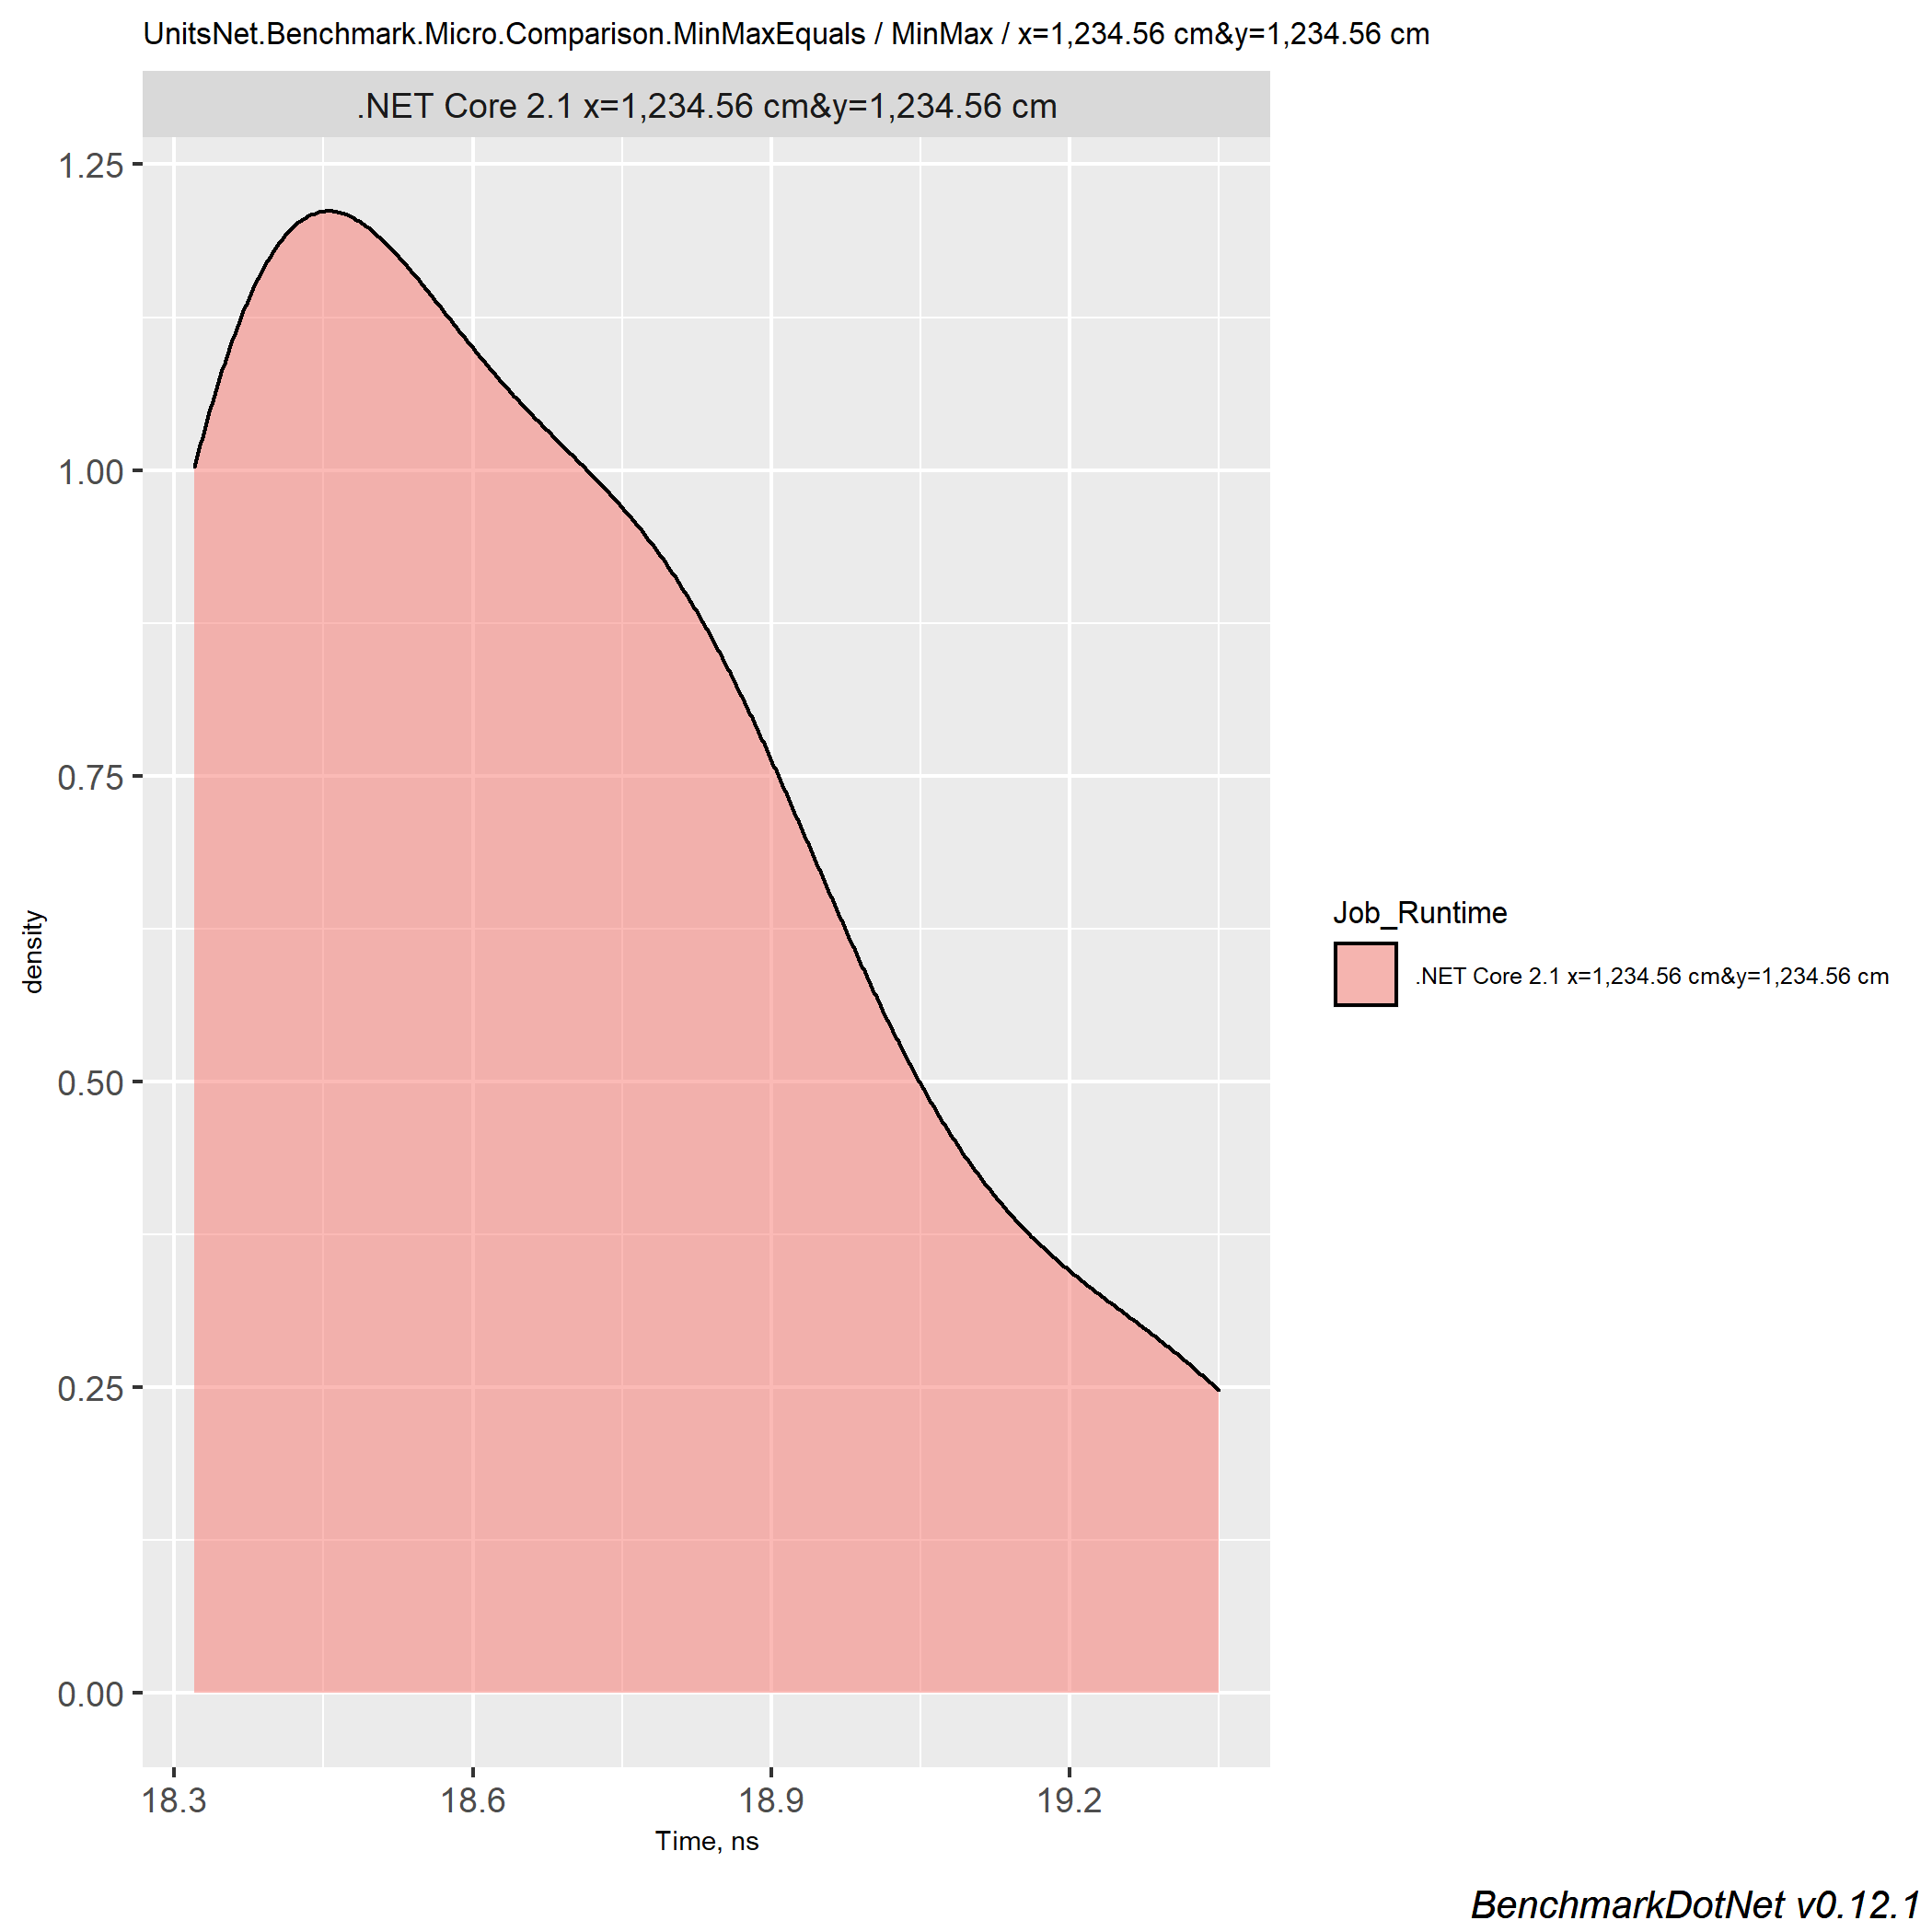 UnitsNet.Benchmark.Micro.Comparison.MinMaxEquals / MinMax / x=1,234.56 cm&y=1,234.56 cm
.NET Core 2.1 x=1,234.56 cm&y=1,234.56 cm
1.25
1.00
0.75
0.50
0.25
0.00
density
18.3 18.6 18.9 19.2
Time, ns
Job_Runtime
.NET Core 2.1 x=1,234.56 cm&y=1,234.56 cm
BenchmarkDotNet v0.12.1